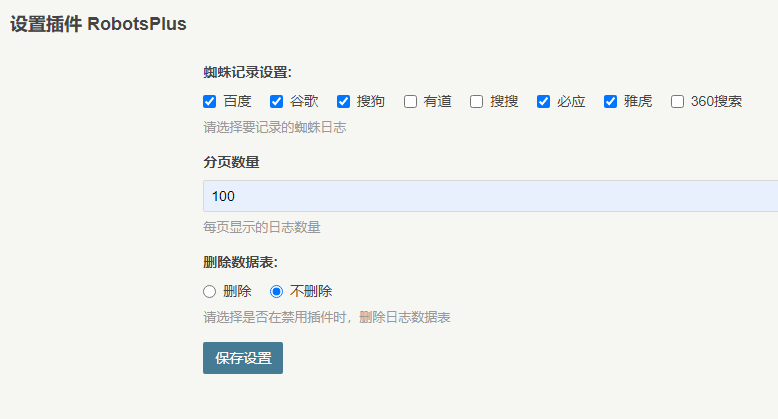 设置插件 RobotsPlus
蜘蛛记录设置:
百度 谷歌 搜狗 有道 搜搜 必应 雅虎 360搜索
请选择要记录的蜘蛛日志
分页数量
100
每页显示的日志数量
删除数据表:
删除 不删除
请选择是否在禁用插件时，删除日志数据表
保存设置